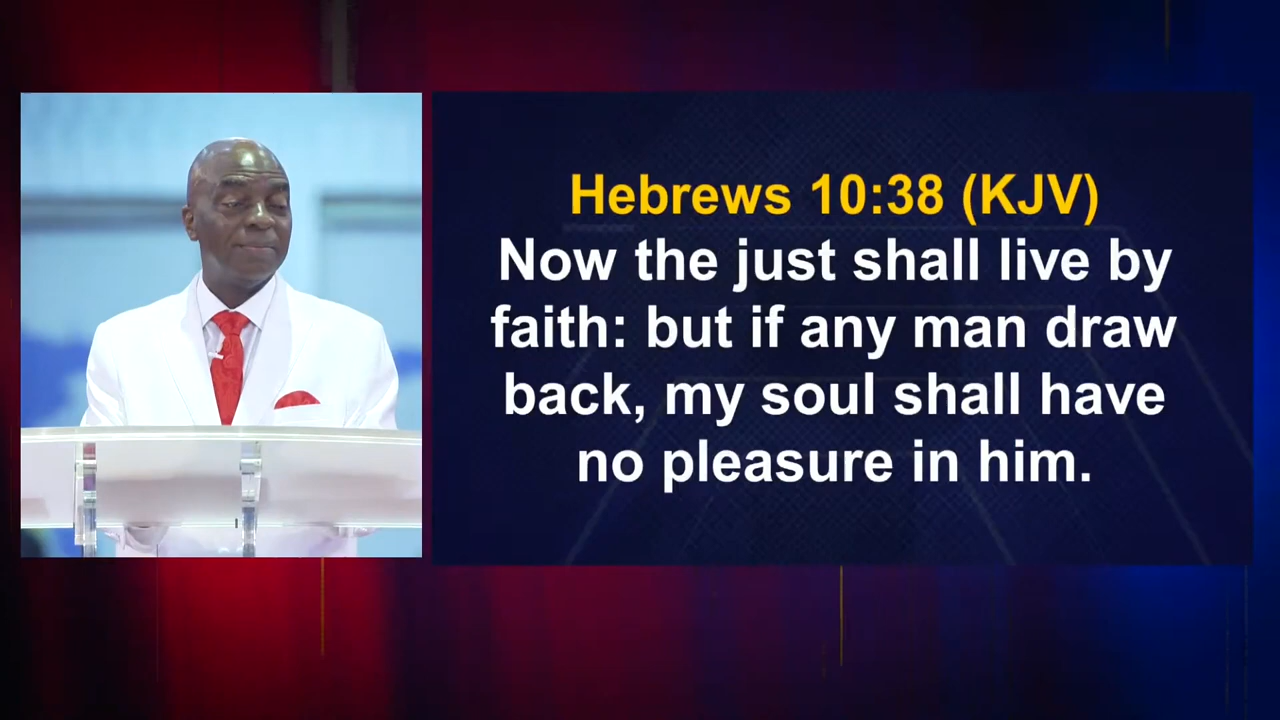 Hebrews 10:38 (KJV)
Now the just shall live by
faith: but if any man draw
back, my soul shall have
no pleasure in him.